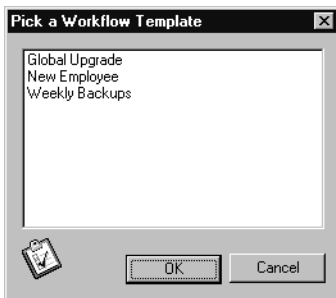 Pick a Workflow Template
Global Upgrade
New Employee
Weekly Backups
OK
Cancel